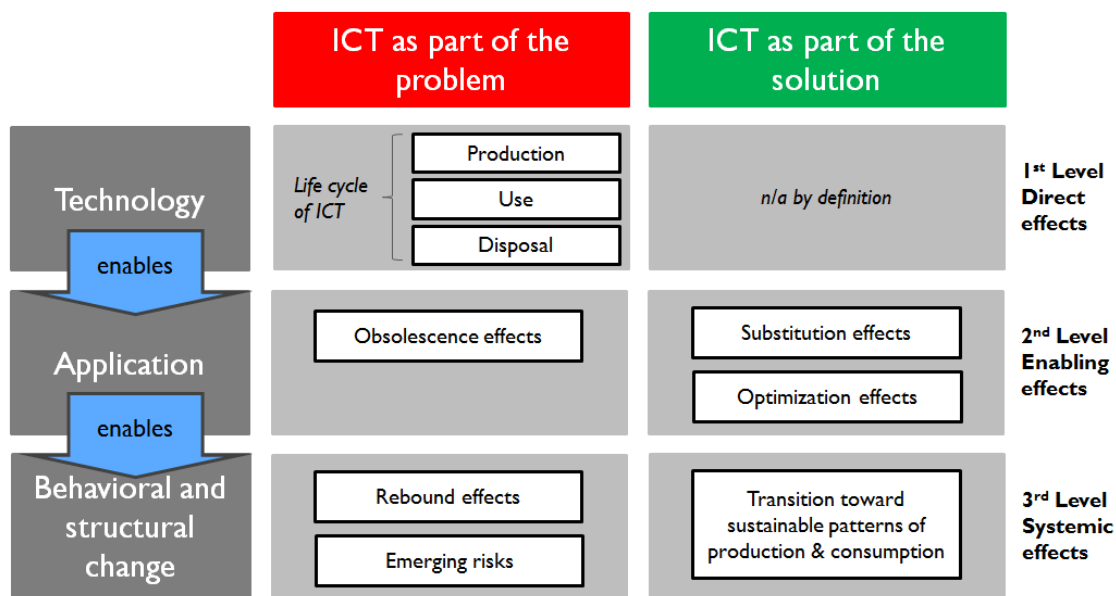 ICT as part of the
problem
ICT as part of the
solution
Technology
Life cycle
of ICT
Production
Use
Disposal
n/a by definition
1st Level
Direct
effects
enables
Application
Obsolescence effects
Substitution effects
Optimization effects
2nd Level
Enabling
effects
enables
Behavioral and
structural
change
Rebound effects
Emerging risks
Transition toward
sustainable patterns of
production & consumption
3rd Level
Systemic
effects